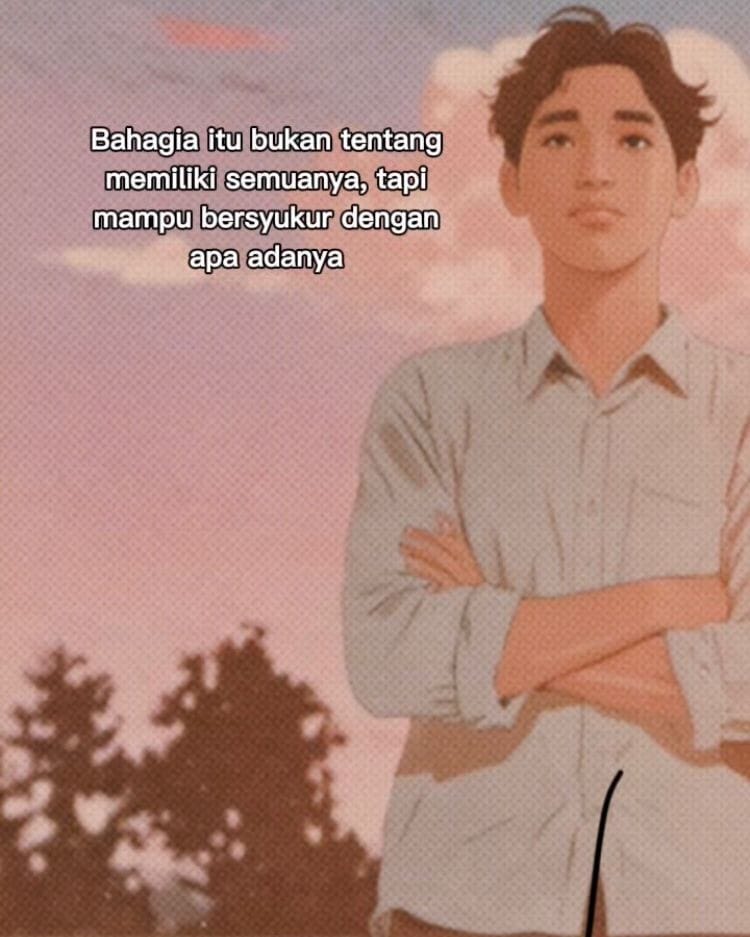 Bahagia itu bukan tentang
memiliki semuanya, tapi
mampu bersyukur dengan
apa adanya